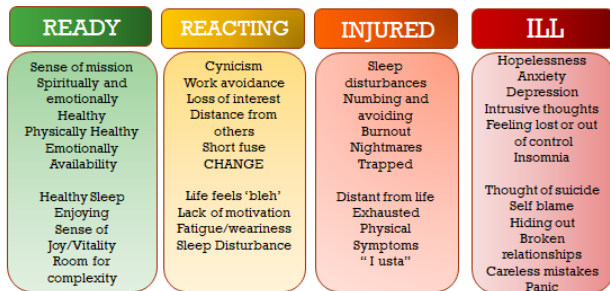 READY
Sense of mission
Spiritually and
emotionally
Healthy
Physically Healthy
Emotionally
Availability
Healthy Sleep
Enjoying
Sense of
Joy/Vitality
Room for
complexity
REACTING
Cynicism
Work avoidance
Loss of interest
Distance from
others
Short fuse
CHANGE
Life feels 'bleh'
Lack of motivation
Fatigue/weariness
Sleep Disturbance
INJURED
Sleep
disturbances
Numbing and
avoiding
Burnout
Nightmares
Trapped
Distant from life
Exhausted
Physical
Symptoms
" I usta"
ILL
Hopelessness
Anxiety
Depression
Intrusive thoughts
Feeling lost or out
of control
Insomnia
Thought of suicide
Self blame
Hiding out
Broken
relationships
Careless mistakes
Panic